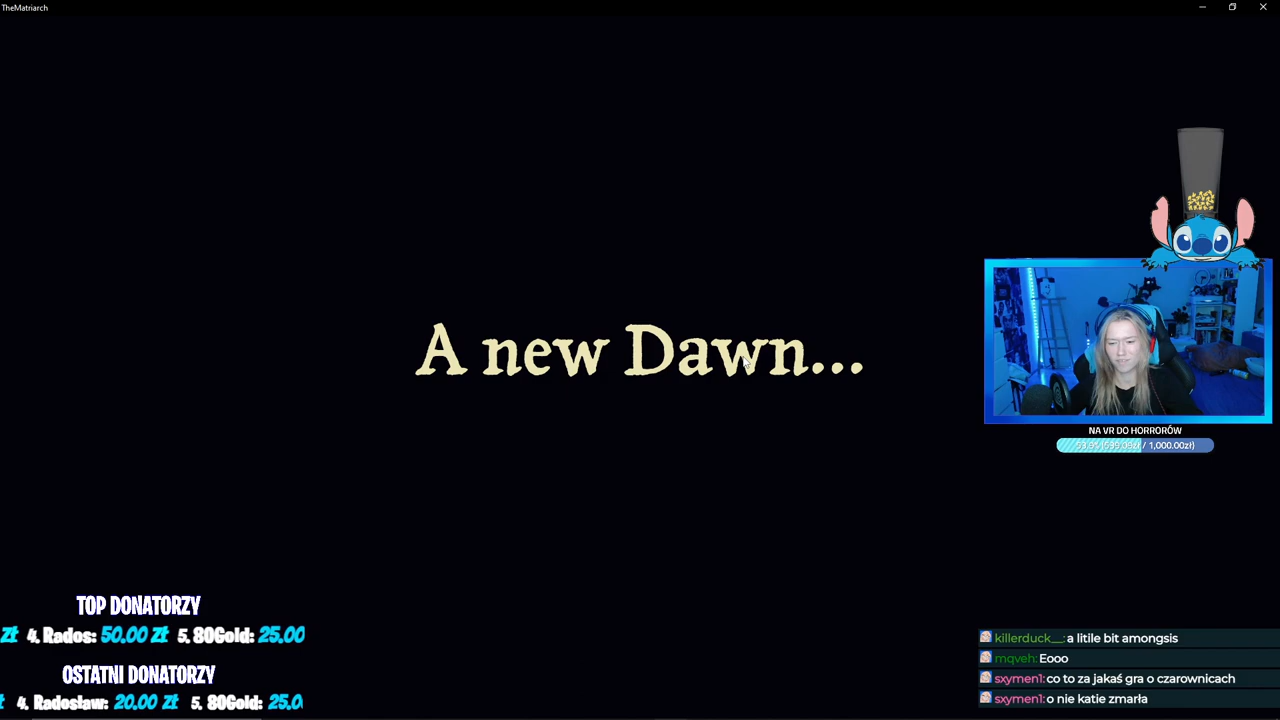 TheMatriarch
A new Dawn...
NA VR DO HORRORÓW
/ 1,000.00zł)
TOP DONATORZY
Zł 4. Rados: 50.00 Zł 5. 80Gold: 25.00
OSTATNI DONATORZY
4. Radosław: 20.00 Zł 5. 80Gold: 25.0
killerduck__: a litile bit amongsis
mqveh: Eooo
sxymen1: co to za jakaś gra o czarownicach
sxymen1: o nie katie zmarła